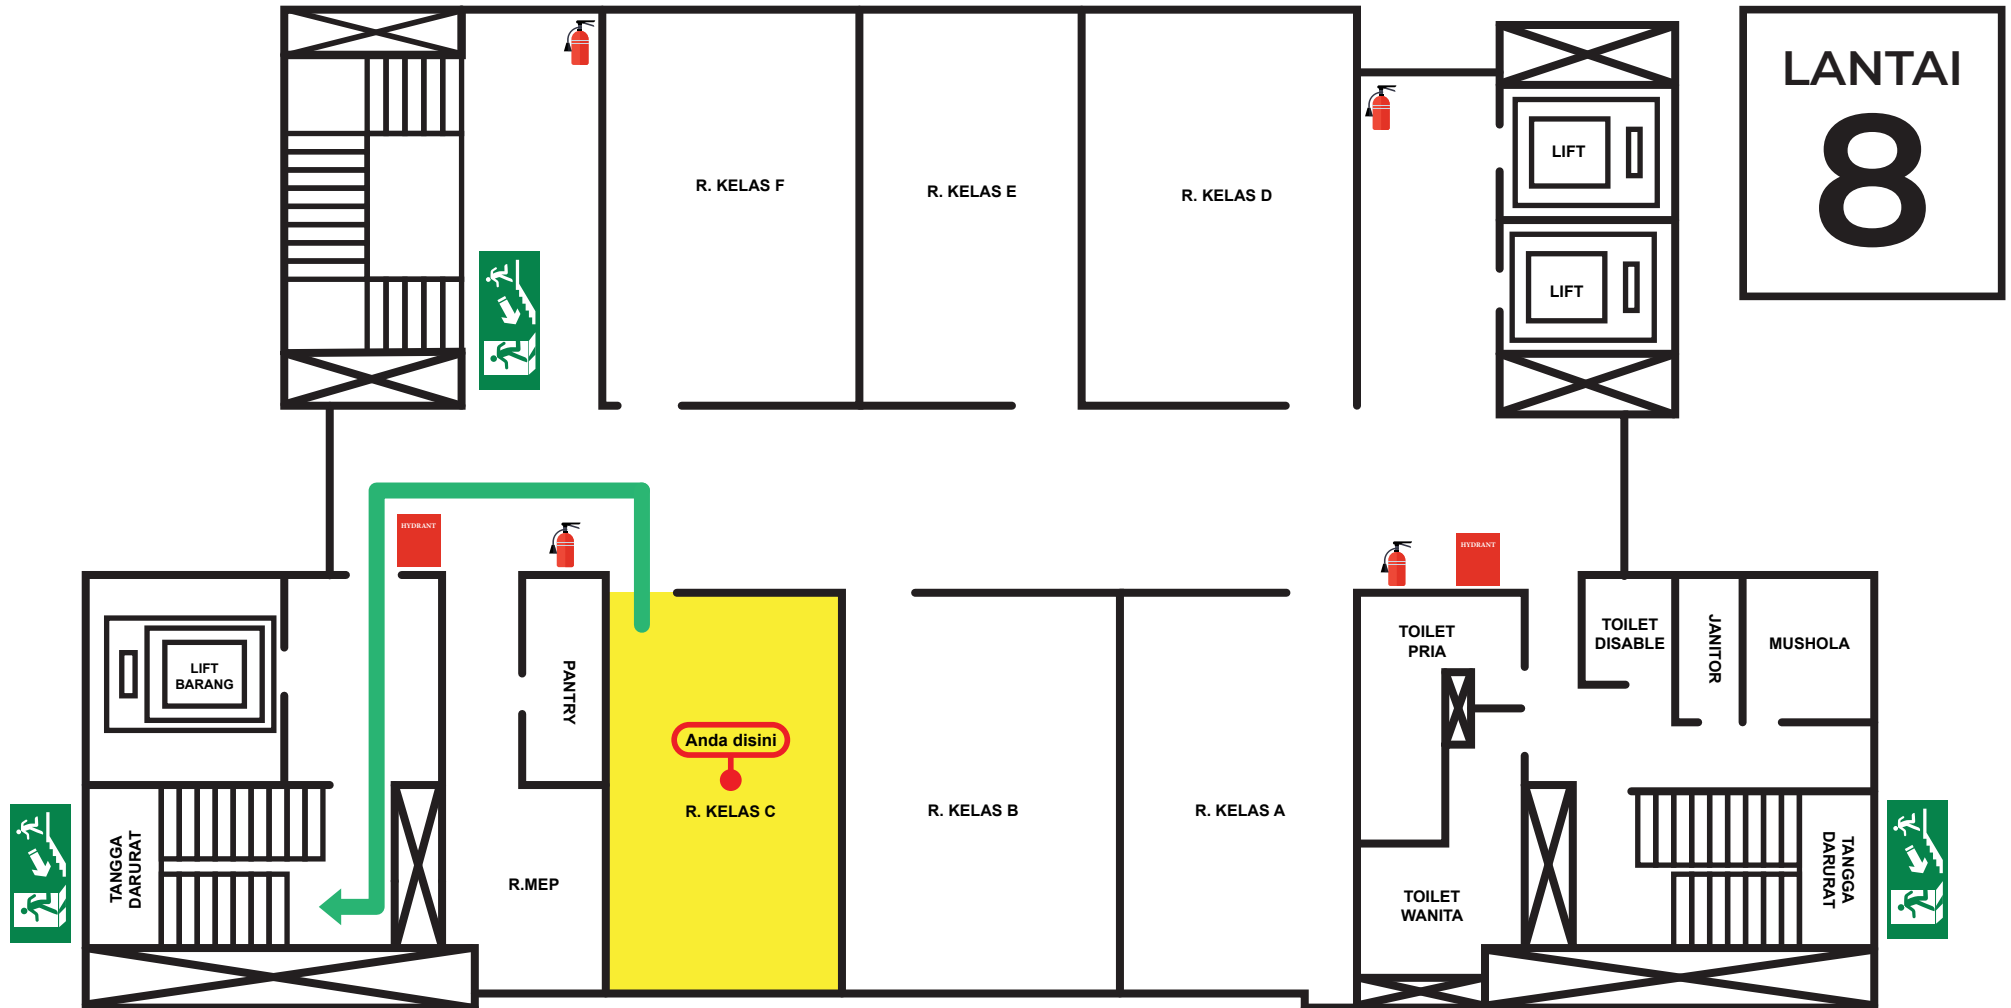 LANTAI
8
LIFT
R. KELAS F
R. KELAS E
R. KELAS D
LIFT
HYDRANT
HYDRANT
TOILET
PRIA
TOILET
DISABLE
JANITOR
MUSHOLA
LIFT
BARANG
PANTRY
Anda disini
R. KELAS C
R. KELAS B
R. KELAS A
TANGGA
DARURAT
R.MEP
TOILET
WANITA
TANGGA
DARURAT